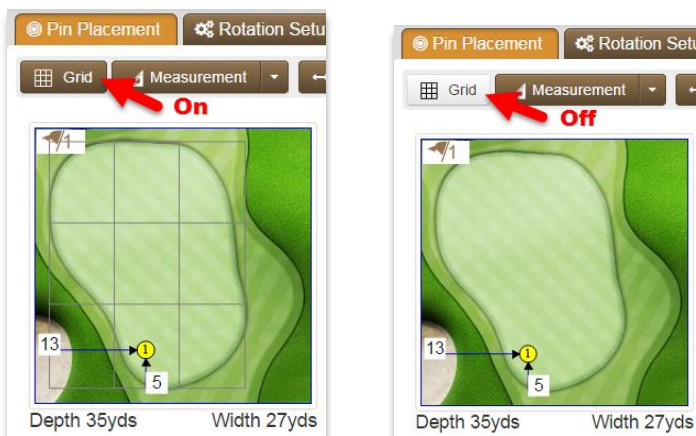 Pin Placement
Rotation Setu
Grid
Measurement
On
1
13
1
5
Depth 35yds
Width 27yds
Pin Placement
Rotation Setu
Grid
Measurement
Off
1
13
1
5
Depth 35yds
Width 27yds